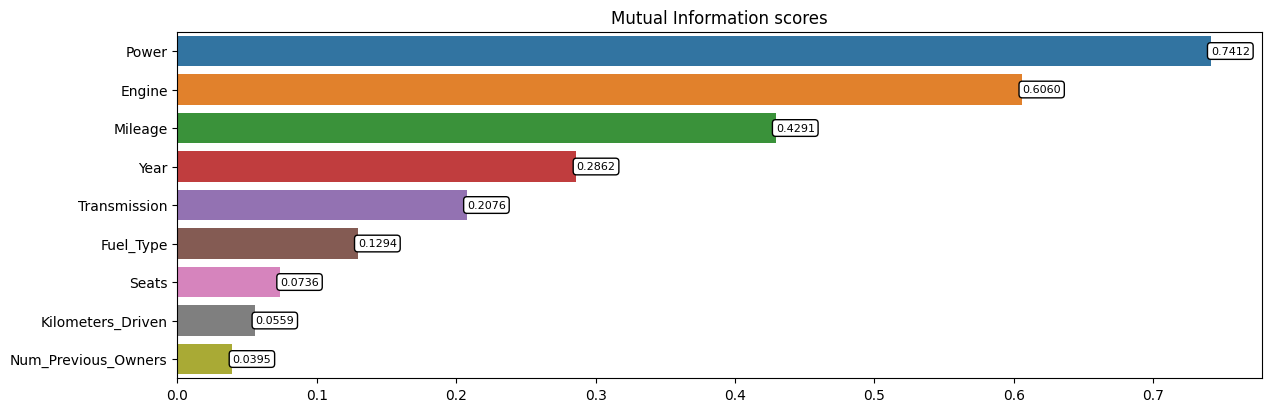 Mutual Information scores
Power 0.7412
Engine 0.6060
Mileage 0.4291
Year 0.2862
Transmission 0.2076
Fuel_Type 0.1294
Seats 0.0736
Kilometers_Driven 0.0559
Num_Previous_Owners 0.0395
0.0 0.1 0.2 0.3 0.4 0.5 0.6 0.7